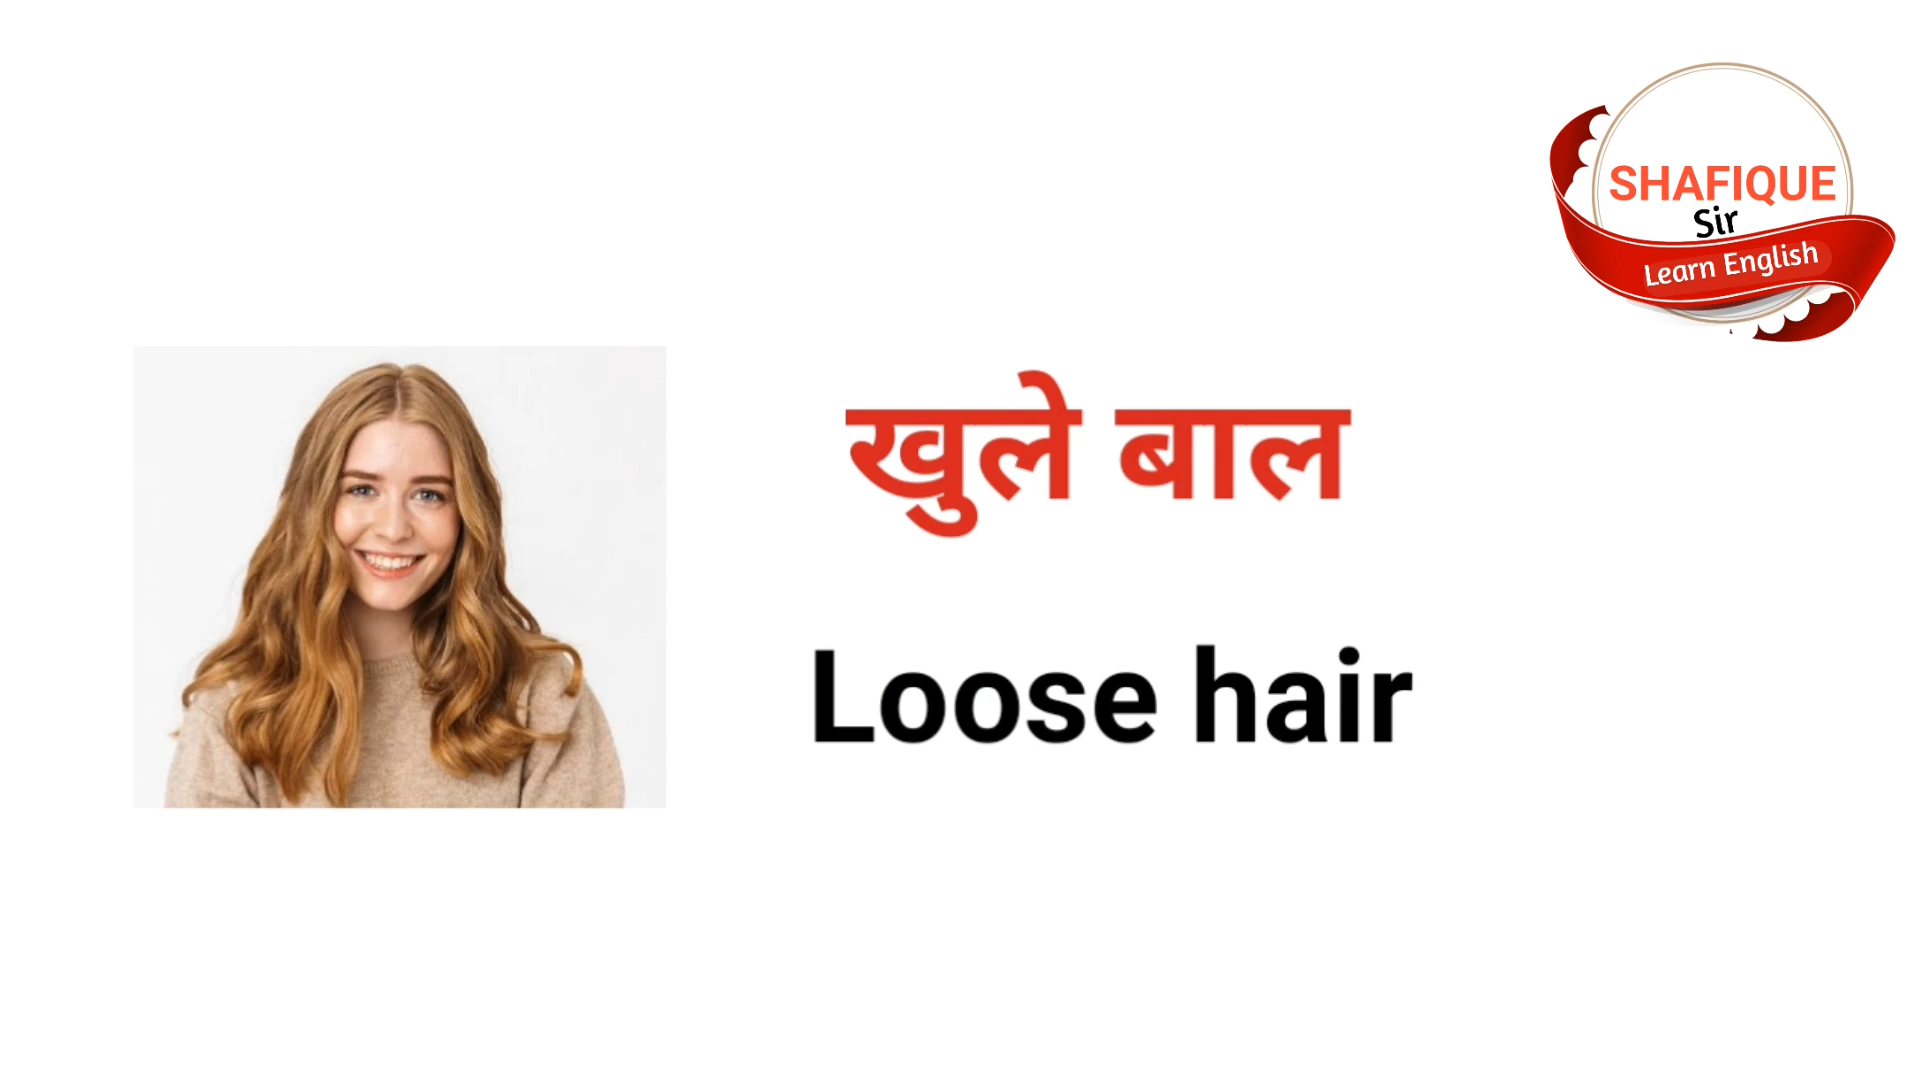 SHAFIQUE
Sir
Learn English
खुले बाल
Loose hair